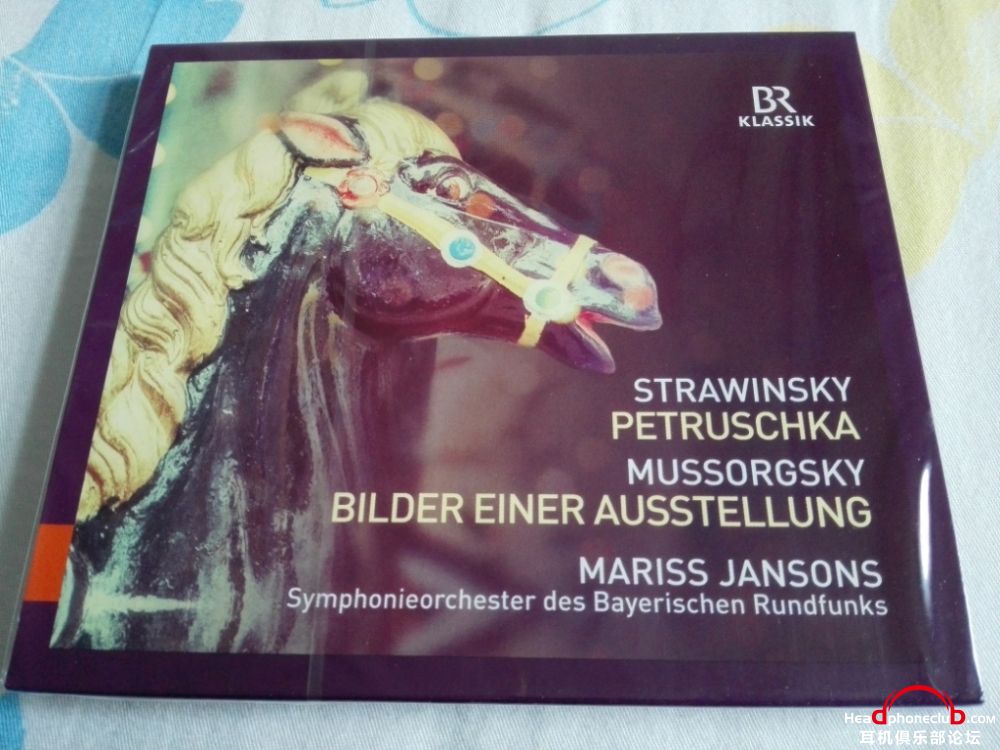 BR
KLASSIK
STRAWINSKY
PETRUSCHKA
MUSSORGSKY
BILDER EINER AUSSTELLUNG
MARISS JANSONS
Symphonieorchester des Bayerischen Rundfunks
Headphoneclub.com
耳机俱乐部论坛